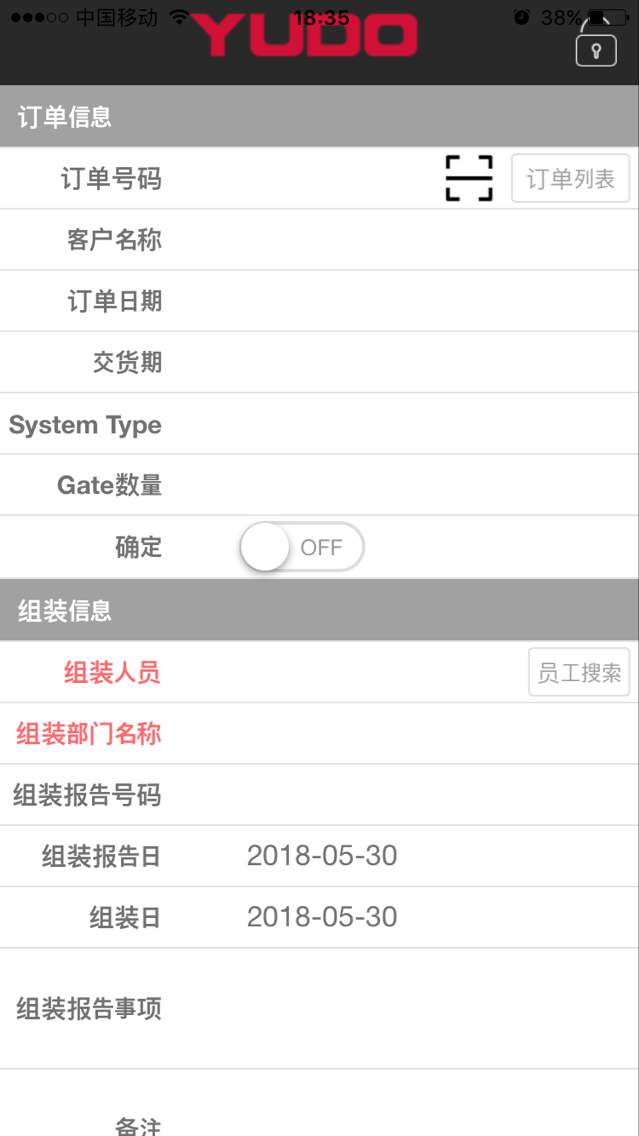 中国移动 18:35 38%
YUDO
订单信息
订单号码 订单列表
客户名称
订单日期
交货期
System Type
Gate数量
确定 OFF
组装信息
组装人员 员工搜索
组装部门名称
组装报告号码
组装报告日 2018-05-30
组装日 2018-05-30
组装报告事项
备注